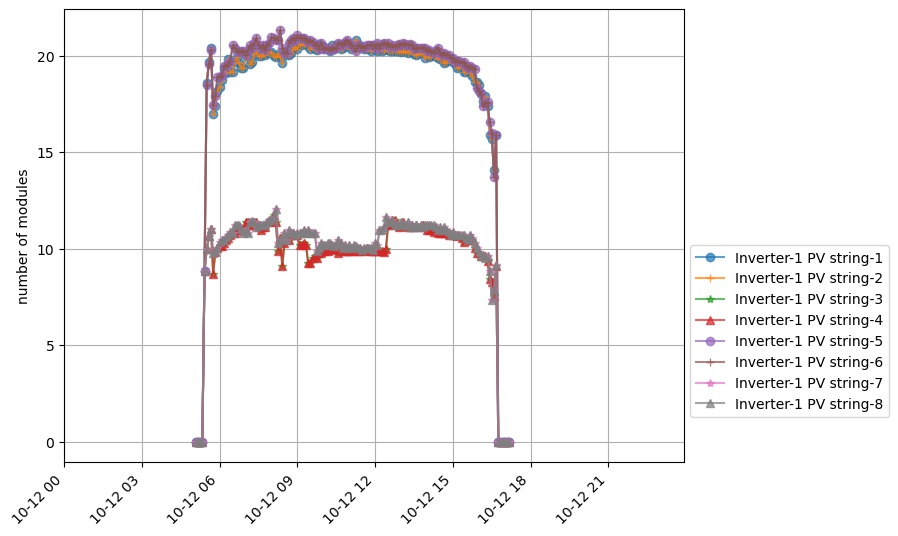 20
15
10
5
0
number of modules
10-12 00
10-12 03
10-12 06
10-12 09
10-12 12
10-12 15
10-12 18
10-12 21
Inverter-1 PV string-1
Inverter-1 PV string-2
Inverter-1 PV string-3
Inverter-1 PV string-4
Inverter-1 PV string-5
Inverter-1 PV string-6
Inverter-1 PV string-7
Inverter-1 PV string-8